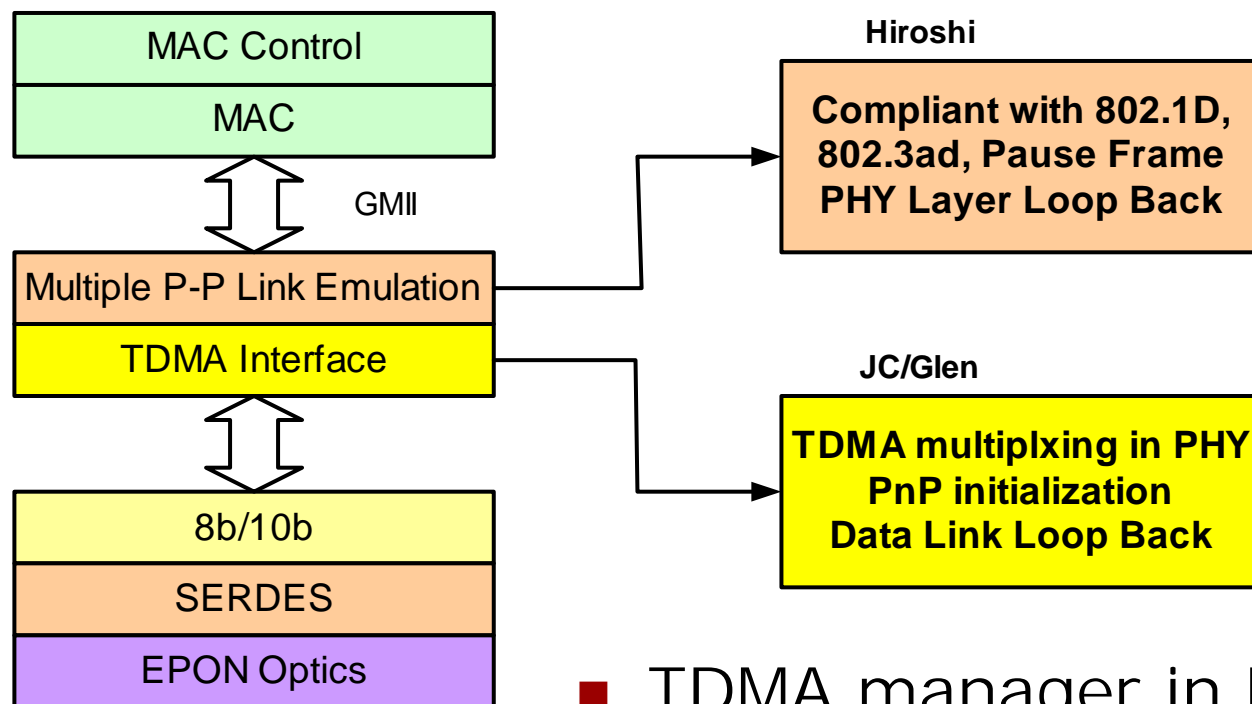 MAC Control
MAC
GMII
Multiple P-P Link Emulation
TDMA Interface
8b/10b
SERDES
EPON Optics
Hiroshi
Compliant with 802.1D,
802.3ad, Pause Frame
PHY Layer Loop Back
JC/Glen
TDMA multiplxing in PHY
PnP initialization
Data Link Loop Back
TDMA manager in